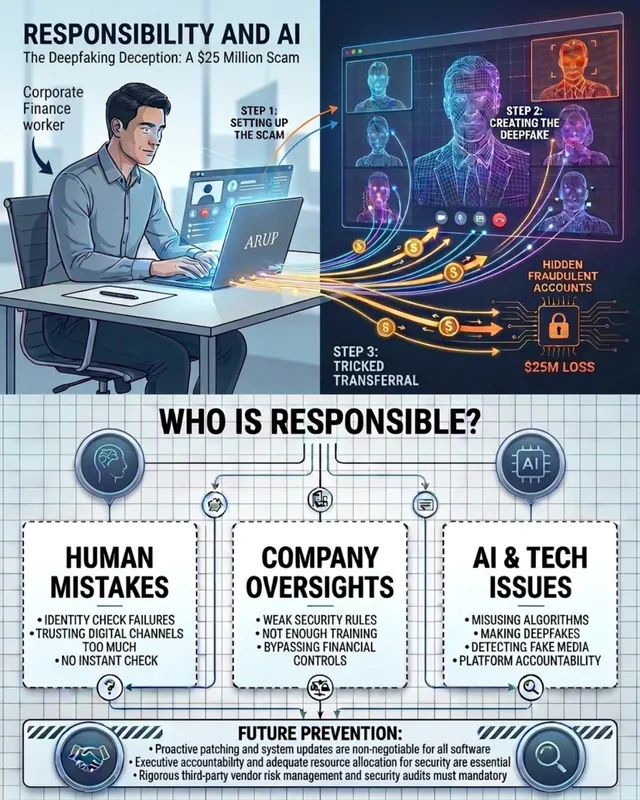 RESPONSIBILITY AND AI
The Deepfaking Deception: A $25 Million Scam
Corporate
Finance
worker
STEP 1:
SETTING UP
THE SCAM
ARUP
STEP 2:
CREATING THE
DEEPFAKE
$
$
$
$
$
HIDDEN
FRAUDULENT
ACCOUNTS
$25M LOSS
STEP 3:
TRICKED
TRANSFERRAL
WHO IS RESPONSIBLE?
AI
HUMAN
MISTAKES
• IDENTITY CHECK FAILURES
• TRUSTING DIGITAL CHANNELS
TOO MUCH
• NO INSTANT CHECK
?
COMPANY
OVERSIGHTS
• WEAK SECURITY RULES
• NOT ENOUGH TRAINING
• BYPASSING FINANCIAL
CONTROLS
AI & TECH
ISSUES
• MISUSING ALGORITHMS
• MAKING DEEPFAKES
• DETECTING FAKE MEDIA
• PLATFORM ACCOUNTABILITY
FUTURE PREVENTION:
• Proactive patching and system updates are non-negotiable for all software
• Executive accountability and adequate resource allocation for security are essential
• Rigorous third-party vendor risk management and security audits must mandatory